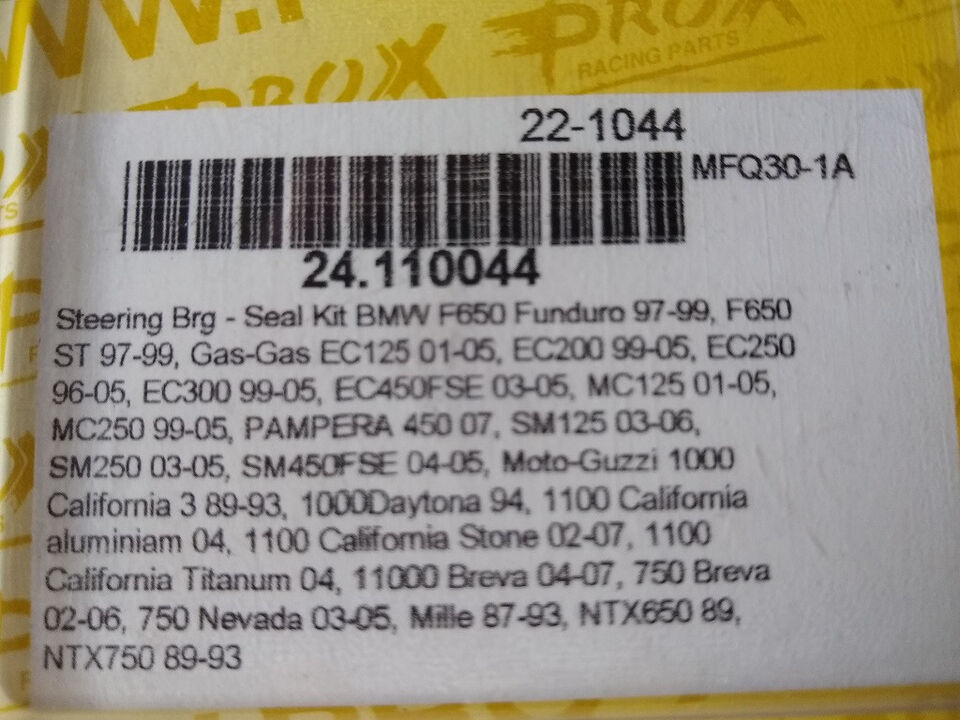 PROX
RACING PARTS
PROX
22-1044
MFQ30-1A
24.110044
Steering Brg - Seal Kit BMW F650 Funduro 97-99, F650
ST 97-99, Gas-Gas EC125 01-05, EC200 99-05, EC250
96-05, EC300 99-05, EC450FSE 03-05, MC125 01-05,
MC250 99-05, PAMPERA 450 07, SM125 03-06,
SM250 03-05, SM450FSE 04-05, Moto-Guzzi 1000
California 3 89-93, 1000Daytona 94, 1100 California
aluminiam 04, 1100 California Stone 02-07, 1100
California Titanum 04, 11000 Breva 04-07, 750 Breva
02-06, 750 Nevada 03-05, Mille 87-93, NTX650 89,
NTX750 89-93